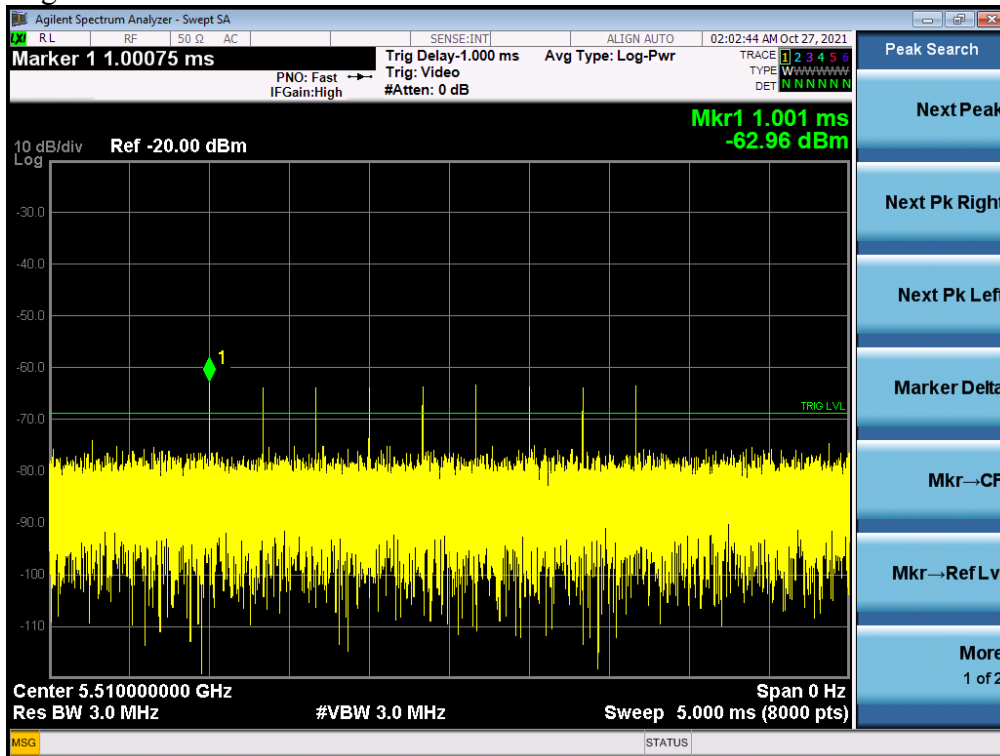 Agilent Spectrum Analyzer - Swept SA
LXI RL RF 50 Ω AC SENSE:INT ALIGN AUTO 02:02:44 AM Oct 27, 2021
Marker 1 1.00075 ms
PNO: Fast
IFGain:High
Trig Delay-1.000 ms
Trig: Video
#Atten: 0 dB
Avg Type: Log-Pwr
TRACE 1 2 3 4 5 6
TYPE WWWWWWWW
DET N N N N N N
Mkr1 1.001 ms
-62.96 dBm
10 dB/div Ref -20.00 dBm
Log
-30.0
-40.0
-50.0
-60.0
-70.0
-80.0
-90.0
-100
-110
1
TRIG LVL
Center 5.510000000 GHz
Span 0 Hz
Res BW 3.0 MHz
#VBW 3.0 MHz
Sweep 5.000 ms (8000 pts)
MSG
STATUS
Peak Search
Next Peak
Next Pk Right
Next Pk Left
Marker Delta
Mkr→CF
Mkr→Ref Lv
More
1 of 2